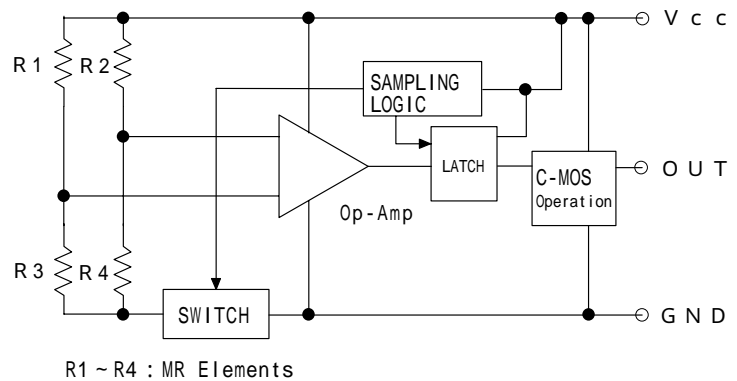 Vcc
R1
R2
SAMPLING
LOGIC
LATCH
C-MOS
Operation
OUT
Op-Amp
R3
R4
SWITCH
GND
R1~R4 : MR Elements